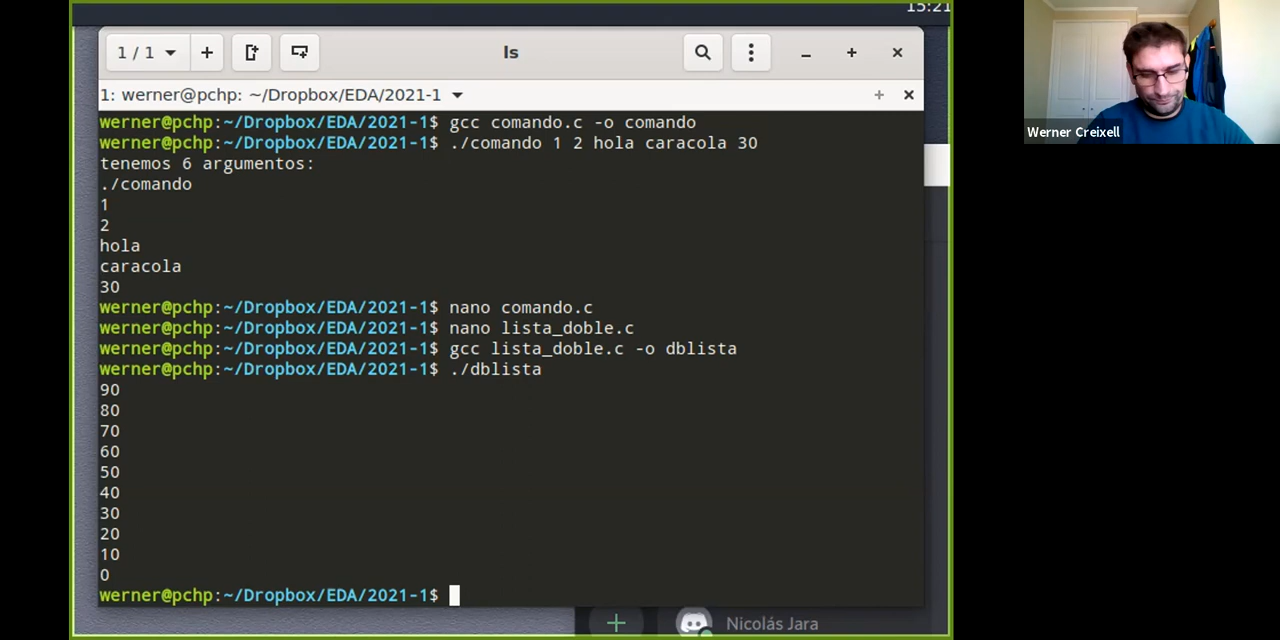 15:21
1 / 1
ls
1: werner@pchp: ~/Dropbox/EDA/2021-1
werner@pchp:~/Dropbox/EDA/2021-1$ gcc comando.c -o comando
werner@pchp:~/Dropbox/EDA/2021-1$ ./comando 1 2 hola caracola 30
tenemos 6 argumentos:
./comando
1
2
hola
caracola
30
werner@pchp:~/Dropbox/EDA/2021-1$ nano comando.c
werner@pchp:~/Dropbox/EDA/2021-1$ nano lista_doble.c
werner@pchp:~/Dropbox/EDA/2021-1$ gcc lista_doble.c -o dblista
werner@pchp:~/Dropbox/EDA/2021-1$ ./dblista
90
80
70
60
50
40
30
20
10
0
werner@pchp:~/Dropbox/EDA/2021-1$
Nicolás Jara
Werner Creixell